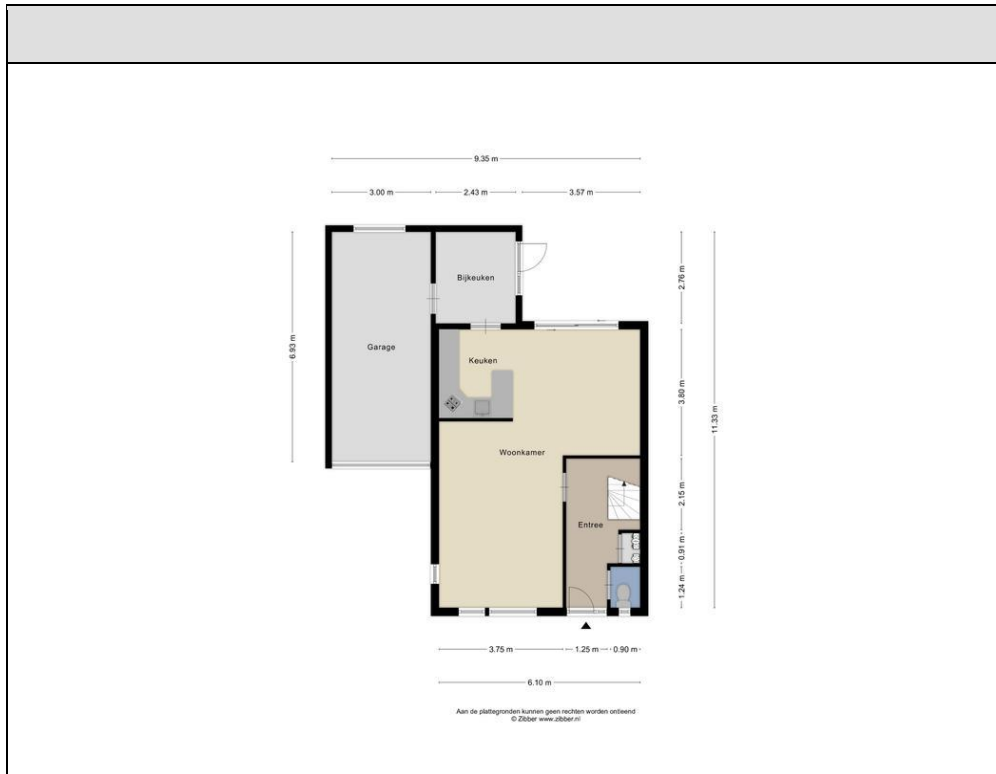 9.35 m
3.00 m
2.43 m
3.57 m
Bijkeuken
2.76 m
Garage
6.93 m
Keuken
3.80 m
11.33 m
Woonkamer
2.15 m
Entree
0.91 m
1.24 m
3.75 m
1.25 m
0.90 m
6.10 m
Aan de plattegronden kunnen geen rechten worden ontleend
© Zibber www.zibber.nl